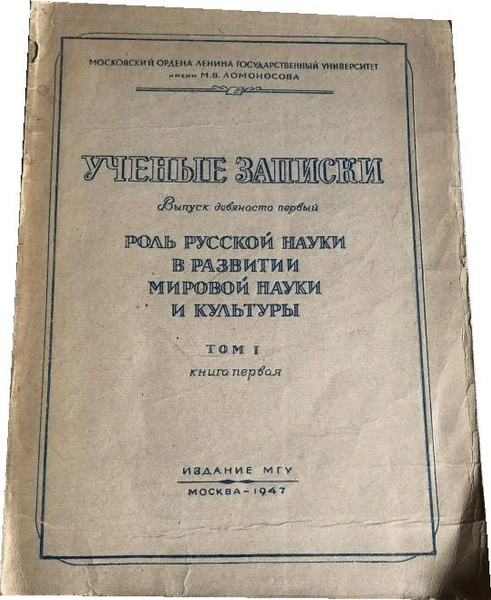 МОСКОВСКИЙ ОРДЕНА ЛЕНИНА ГОСУДАРСТВЕННЫЙ УНИВЕРСИТЕТ
ИМЕНИ М.В. ЛОМОНОСОВА
УЧЕНЫЕ ЗАПИСКИ
Выпуск девяносто первый
РОЛЬ РУССКОЙ НАУКИ
В РАЗВИТИИ
МИРОВОЙ НАУКИ
И КУЛЬТУРЫ
ТОМ I
книга первая
ИЗДАНИЕ МГУ
МОСКВА-1947